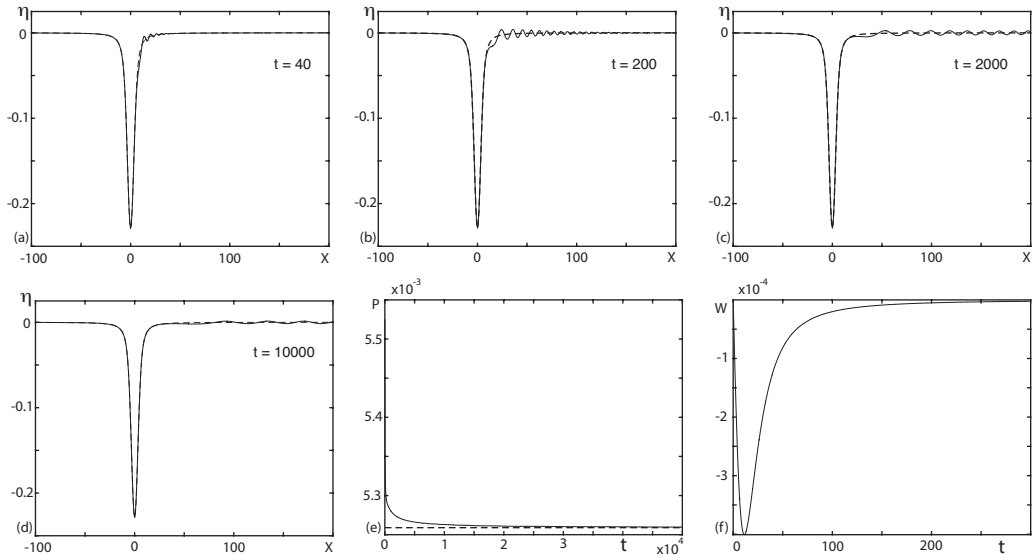 η
0
-0.1
-0.2
(a)
t = 40
-100
0
100
X
η
0
-0.1
-0.2
(b)
t = 200
-100
0
100
X
η
0
-0.1
-0.2
(c)
t = 2000
-100
0
100
X
η
0
-0.1
-0.2
(d)
t = 10000
-100
0
100
X
x10⁻³
P
5.5
5.4
5.3
(e)
0
2
t
4
x10⁴
x10⁻⁴
W
-1
-2
-3
(f)
0
100
200
t